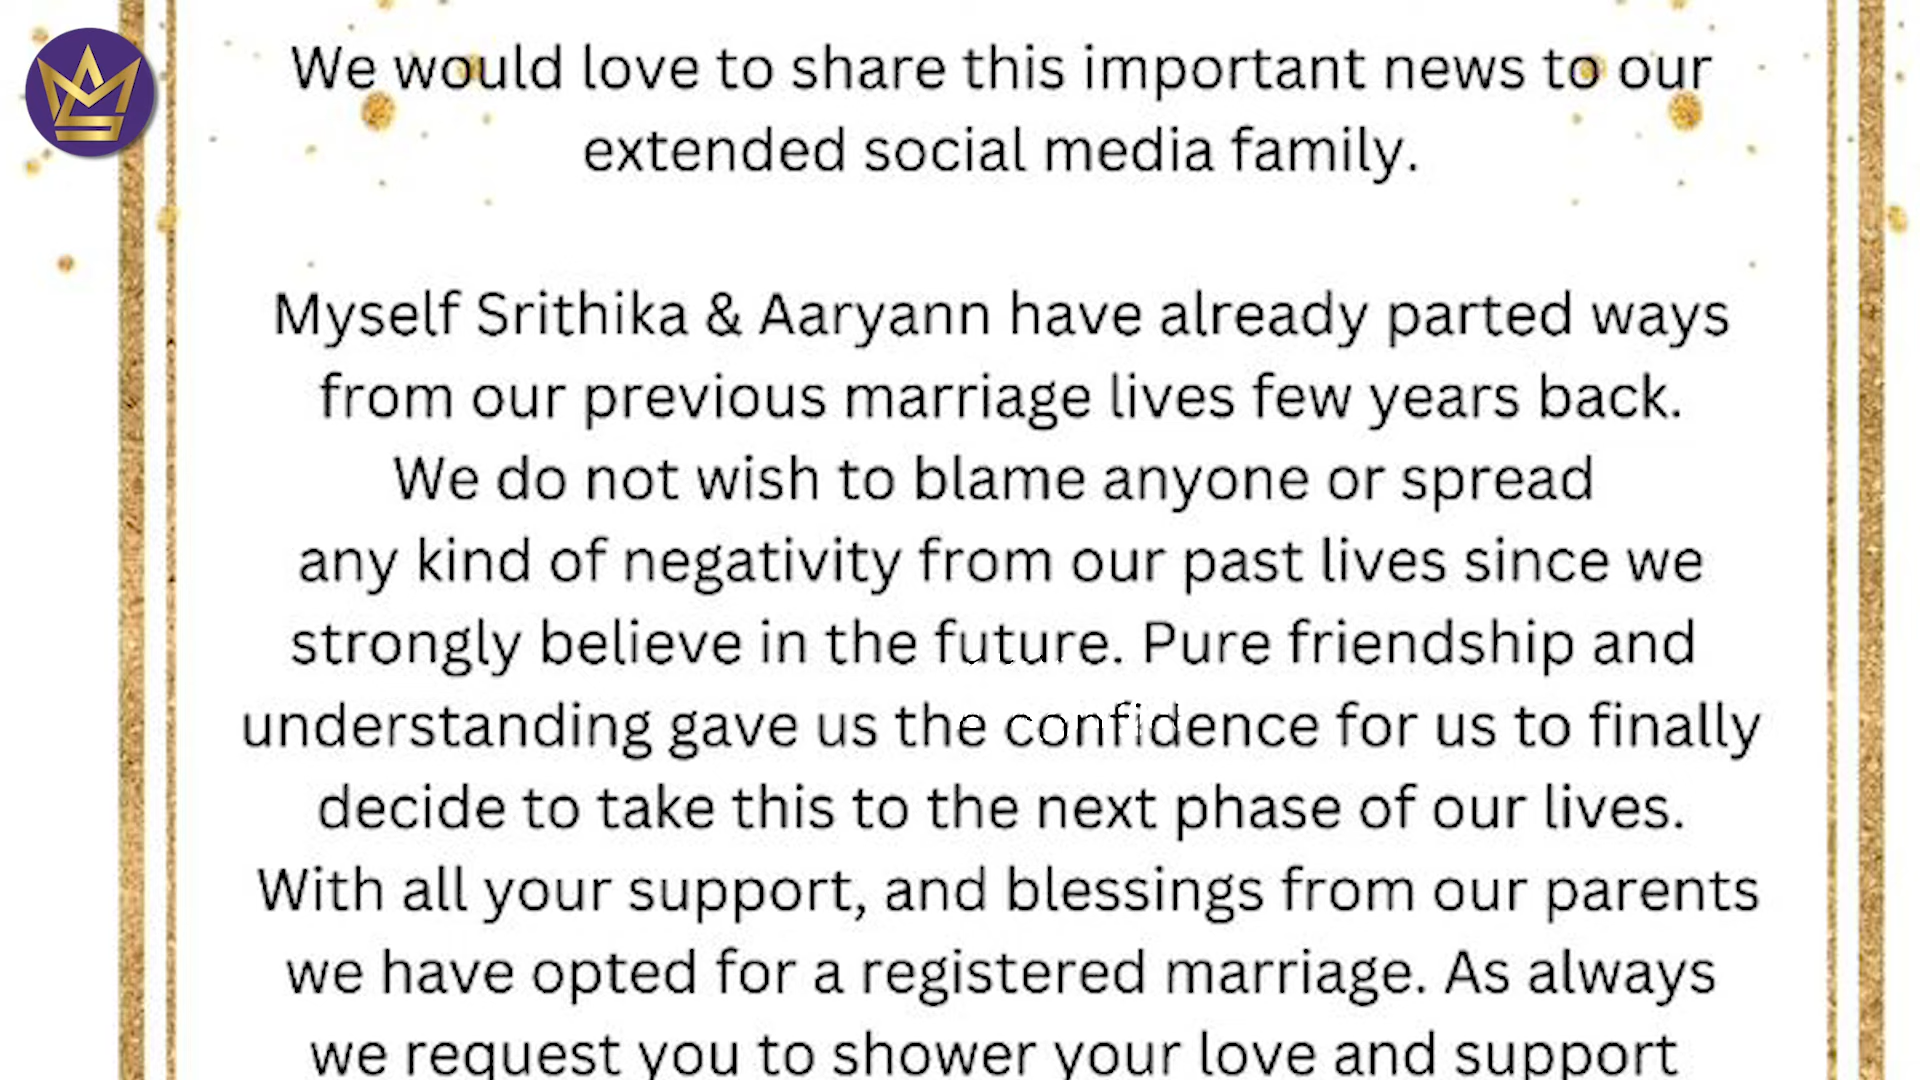 We would love to share this important news to our
extended social media family.
Myself Srithika & Aaryann have already parted ways
from our previous marriage lives few years back.
We do not wish to blame anyone or spread
any kind of negativity from our past lives since we
strongly believe in the future. Pure friendship and
understanding gave us the confidence for us to finally
decide to take this to the next phase of our lives.
With all your support, and blessings from our parents
we have opted for a registered marriage. As always
we request you to shower your love and support